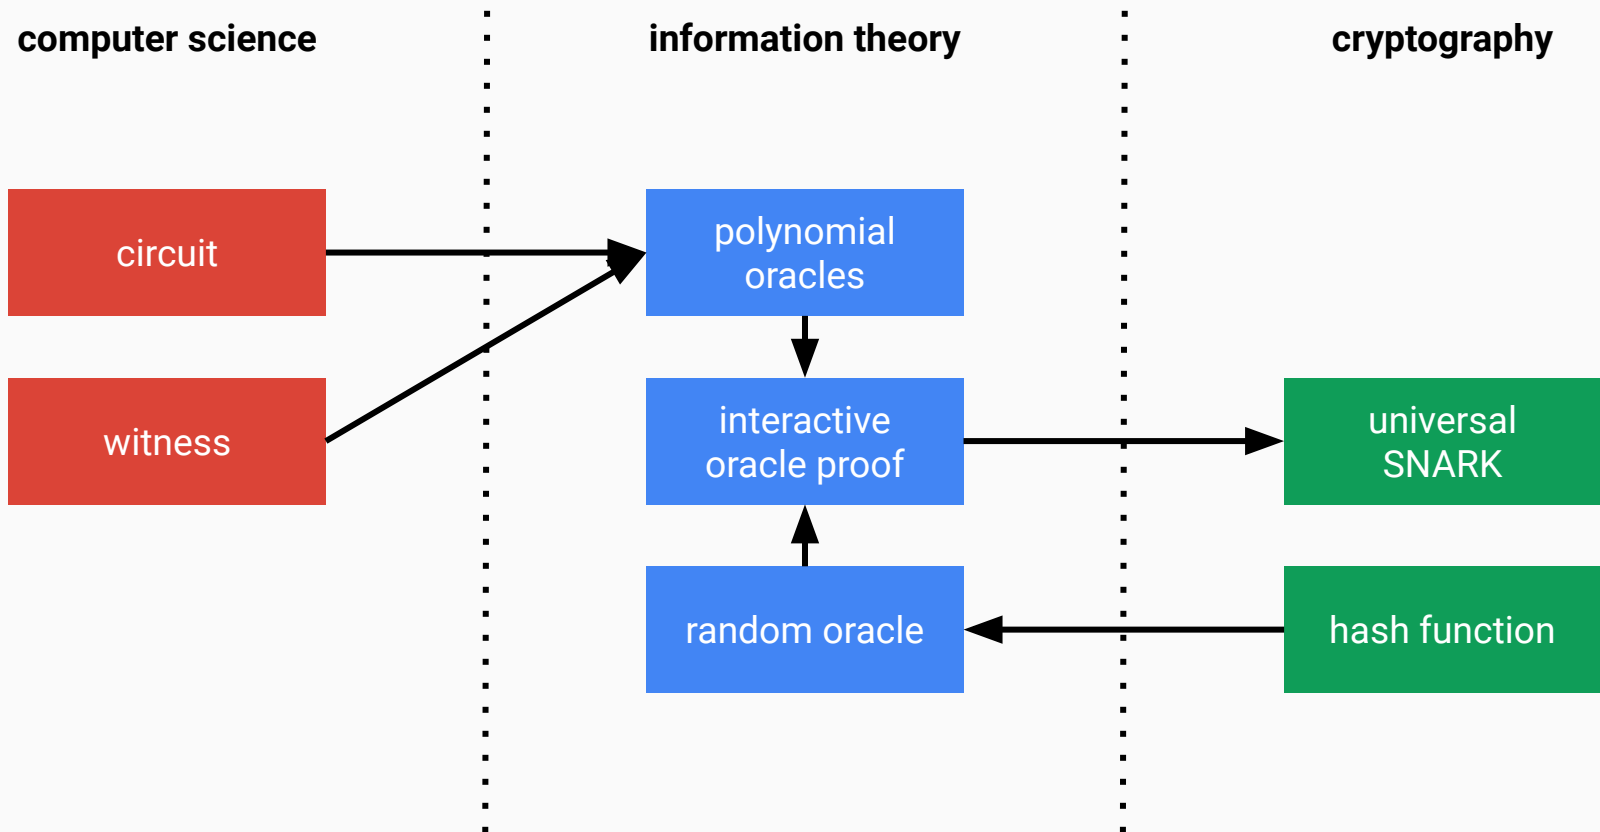 computer science
information theory
cryptography
circuit
polynomial
oracles
witness
interactive
oracle proof
universal
SNARK
random oracle
hash function